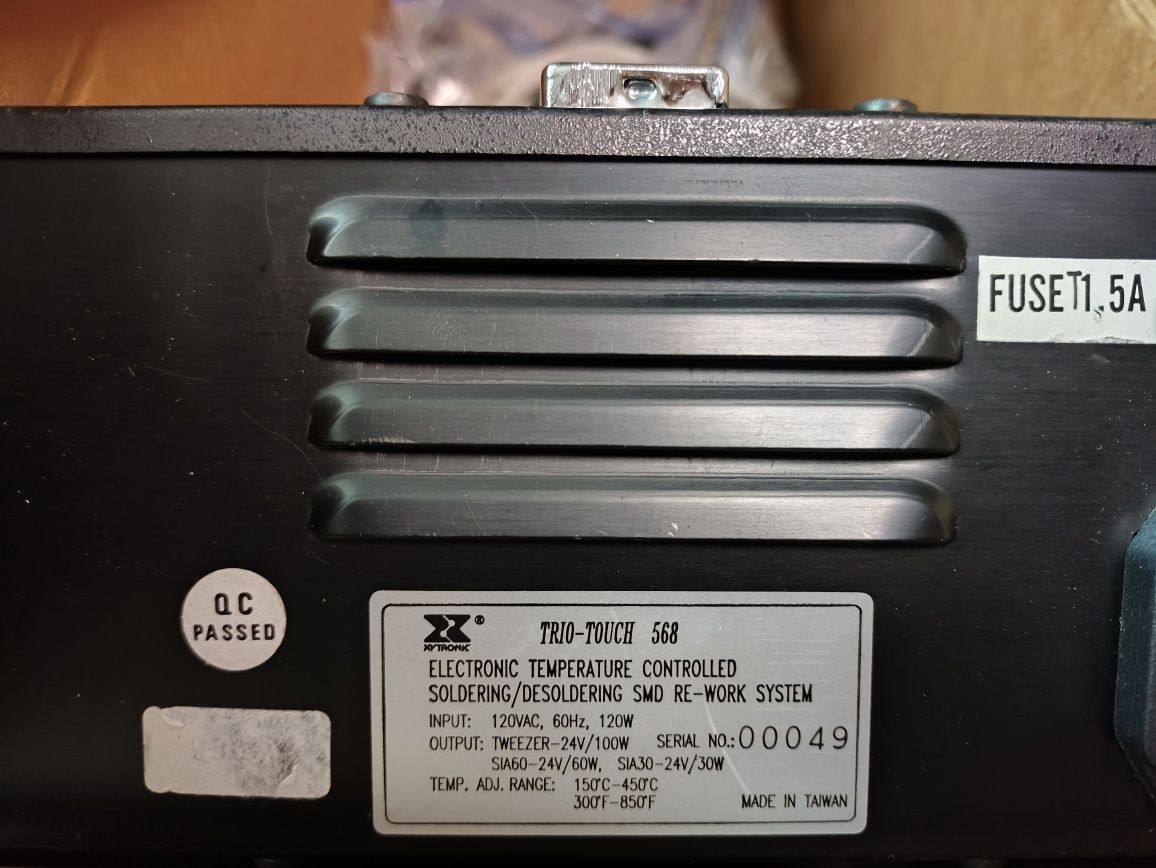 FUSE T1.5A
QC
PASSED
XYTRONIC ® TRIO-TOUCH 568
ELECTRONIC TEMPERATURE CONTROLLED
SOLDERING/DESOLDERING SMD RE-WORK SYSTEM
INPUT: 120VAC, 60Hz, 120W
OUTPUT: TWEEZER-24V/100W SERIAL NO.:00049
SIA60-24V/60W, SIA30-24V/30W
TEMP. ADJ. RANGE: 150°C-450°C
300°F-850°F MADE IN TAIWAN